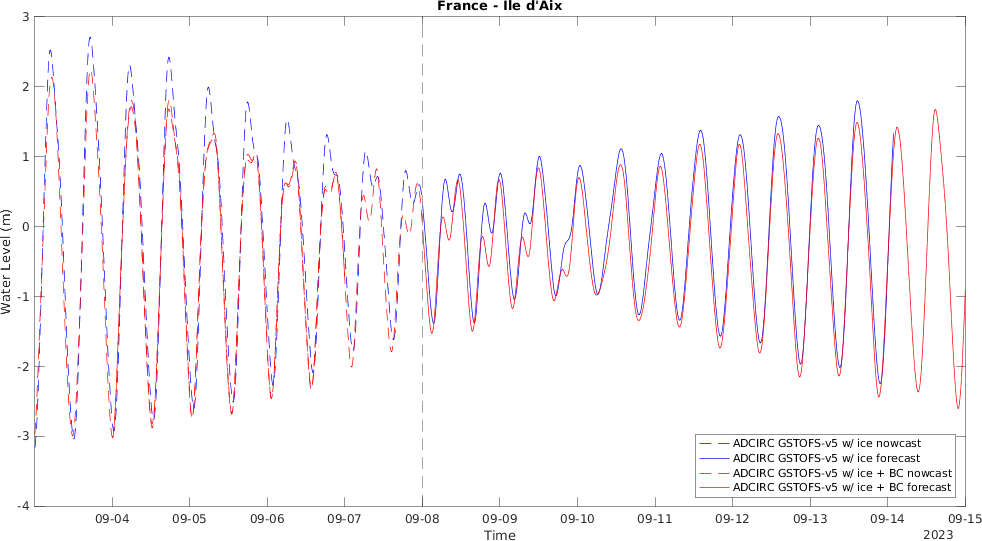 France - Ile d'Aix
3
2
1
0
-1
-2
-3
-4
Water Level (m)
ADCIRC GSTOFS-v5 w/ ice nowcast
ADCIRC GSTOFS-v5 w/ ice forecast
ADCIRC GSTOFS-v5 w/ ice + BC nowcast
ADCIRC GSTOFS-v5 w/ ice + BC forecast
09-04 09-05 09-06 09-07 09-08 09-09 09-10 09-11 09-12 09-13 09-14 09-15
Time
2023